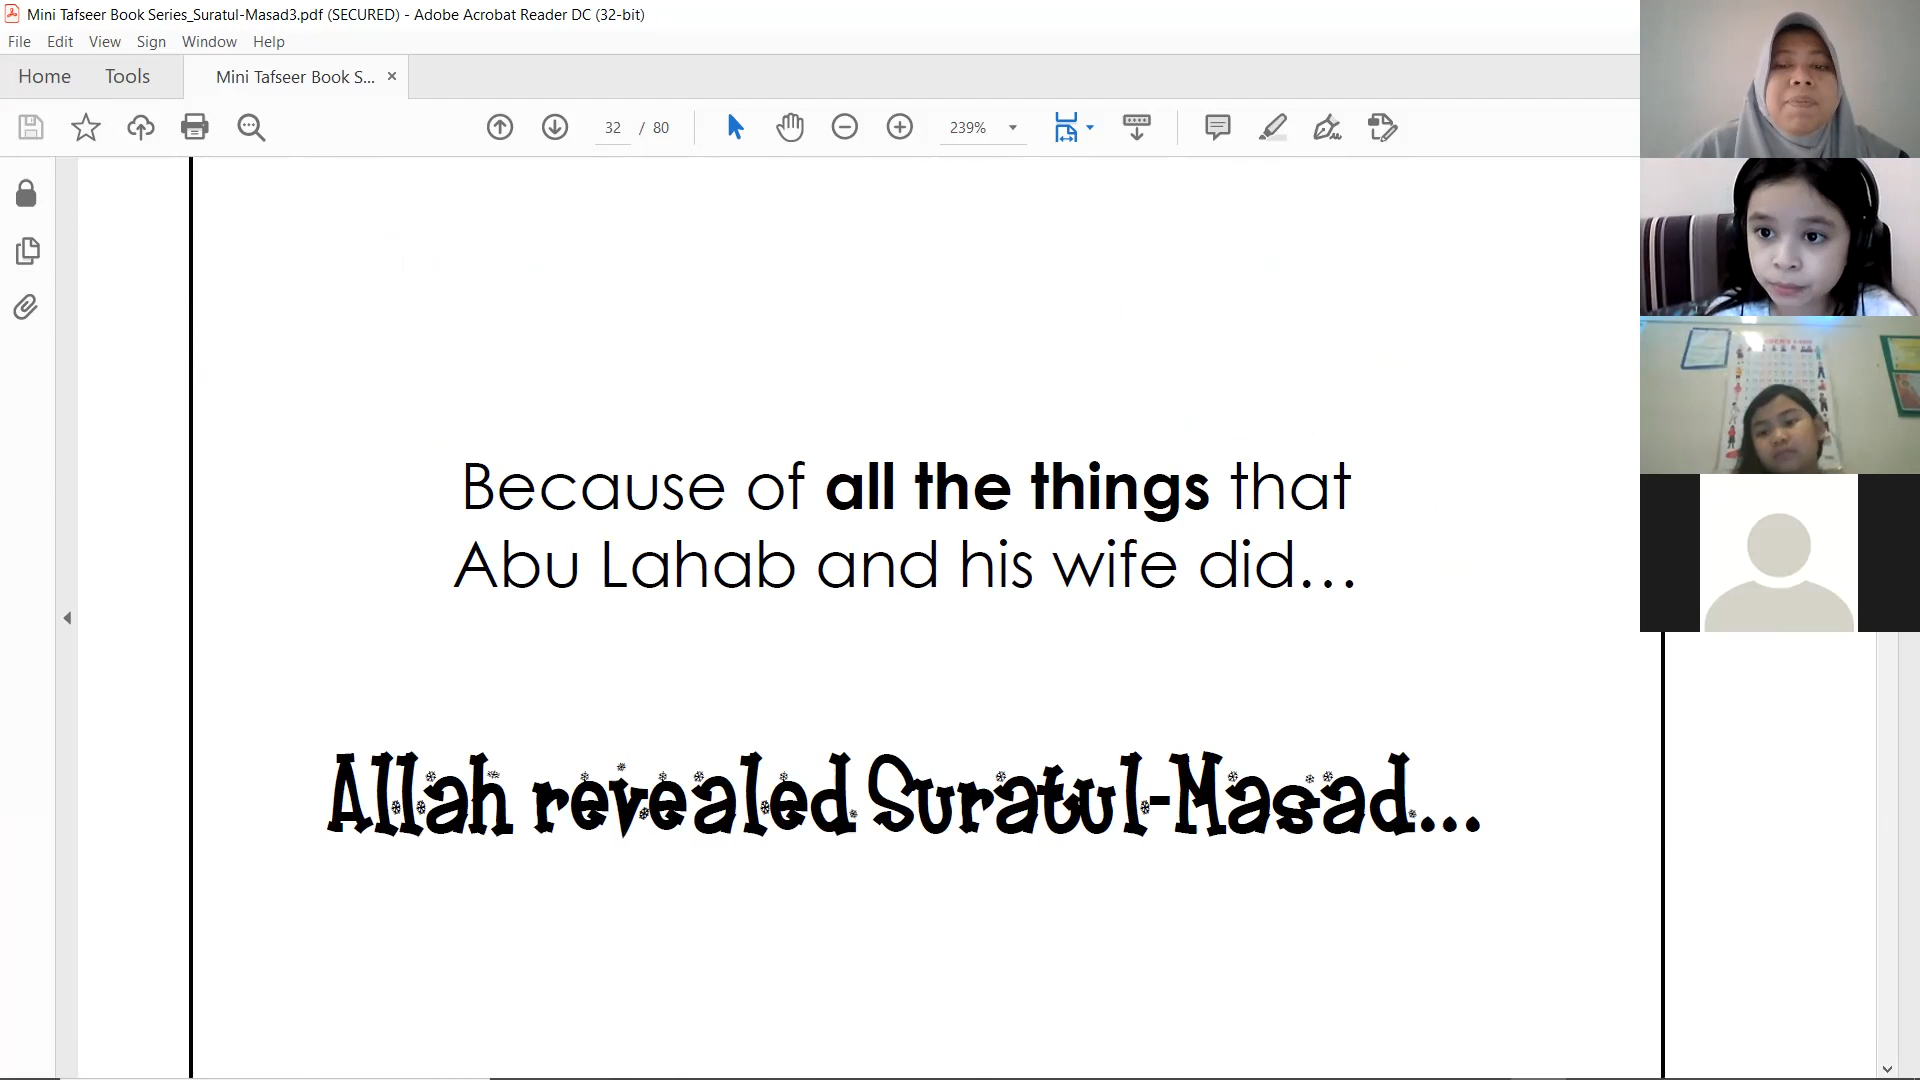 Mini Tafseer Book Series_Suratul-Masad3.pdf (SECURED) - Adobe Acrobat Reader DC (32-bit)
File Edit View Sign Window Help
Home Tools Mini Tafseer Book S... ×
32 / 80 239%
Because of all the things that
Abu Lahab and his wife did...
Allah revealed Suratul-Masad...